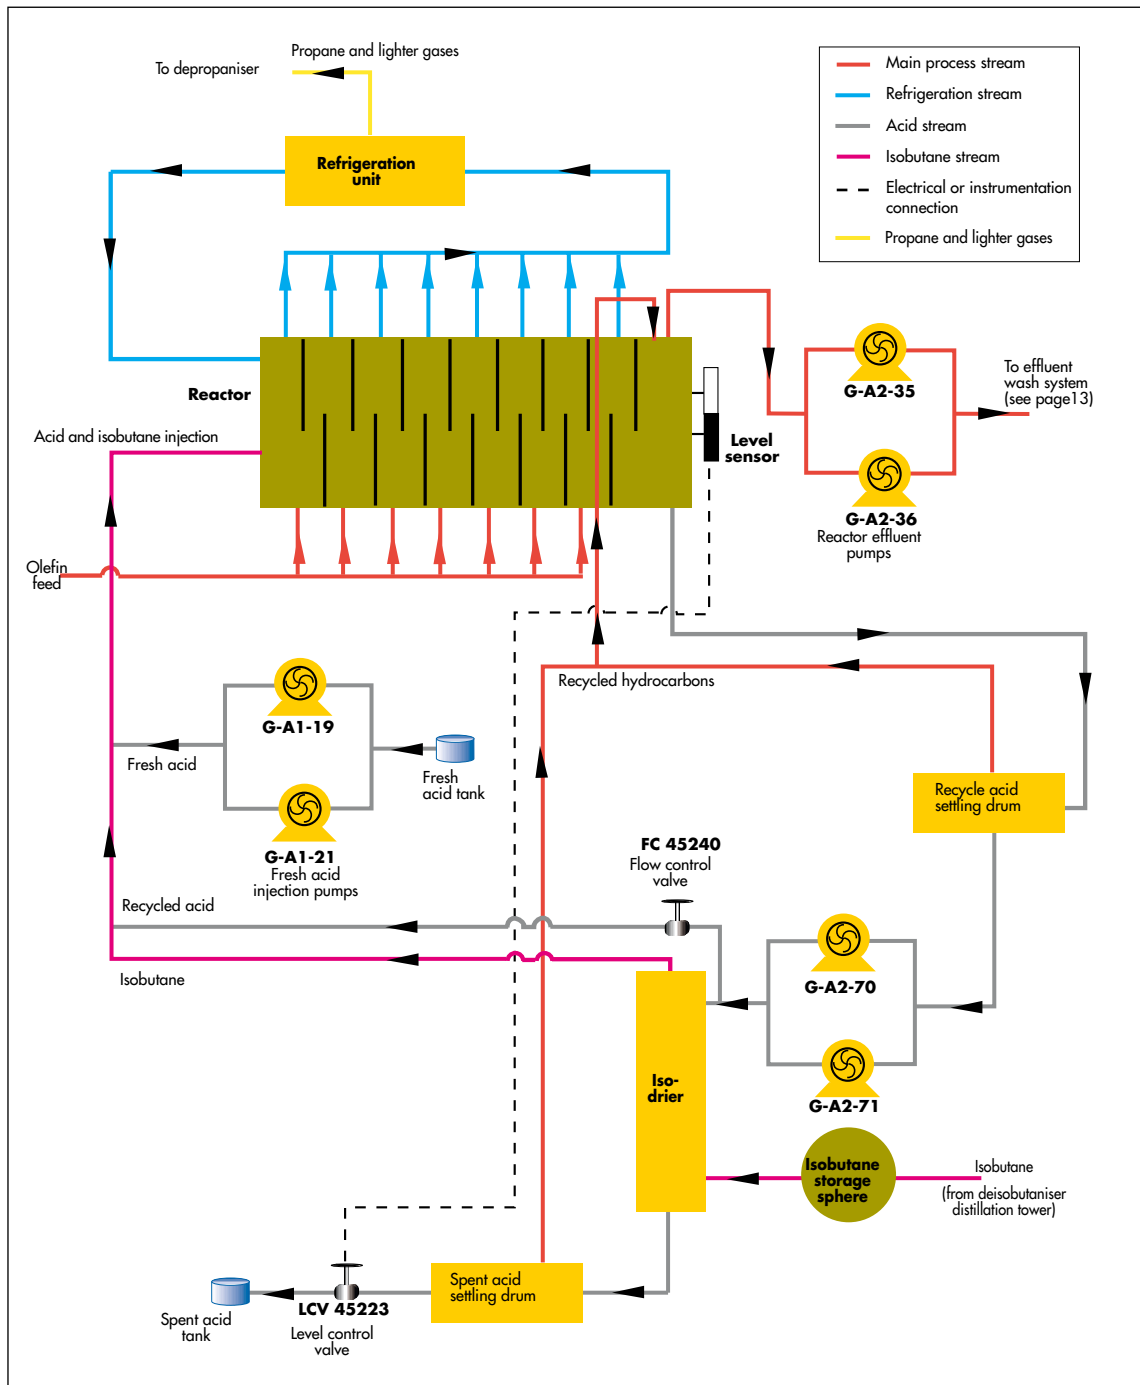 Propane and lighter gases
To depropaniser
Main process stream
Refrigeration stream
Acid stream
Isobutane stream
Electrical or instrumentation
connection
Propane and lighter gases
Refrigeration
unit
Reactor
Acid and isobutane injection
Level
sensor
G-A2-35
To effluent
wash system
(see page13)
G-A2-36
Reactor effluent
pumps
Olefin
feed
Recycled hydrocarbons
G-A1-19
Fresh acid
Fresh
acid tank
Recycle acid
settling drum
G-A1-21
Fresh acid
injection pumps
FC 45240
Flow control
valve
Recycled acid
Isobutane
G-A2-70
Iso-
drier
G-A2-71
Isobutane
storage
sphere
Isobutane
(from deisobutaniser
distillation tower)
Spent acid
settling drum
LCV 45223
Level control
valve
Spent acid
tank